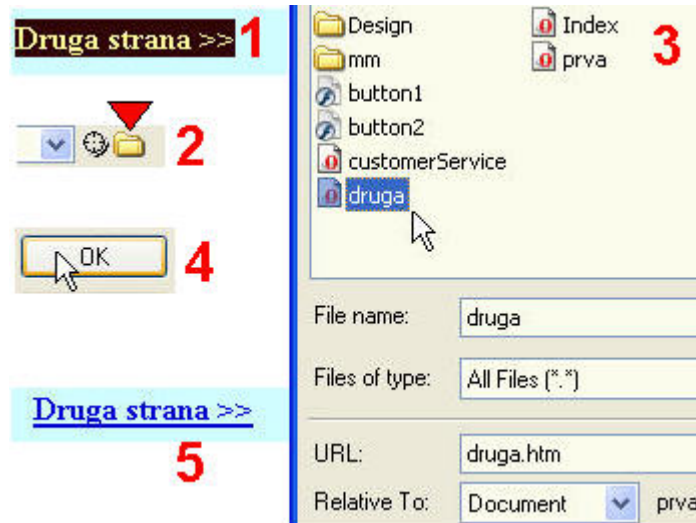 Druga strana >> 1
2
OK 4
Druga strana >>
5
Design
mm
button1
button2
customerService
druga
Index
prva
3
File name: druga
Files of type: All Files (*.*)
URL: druga.htm
Relative To: Document prva